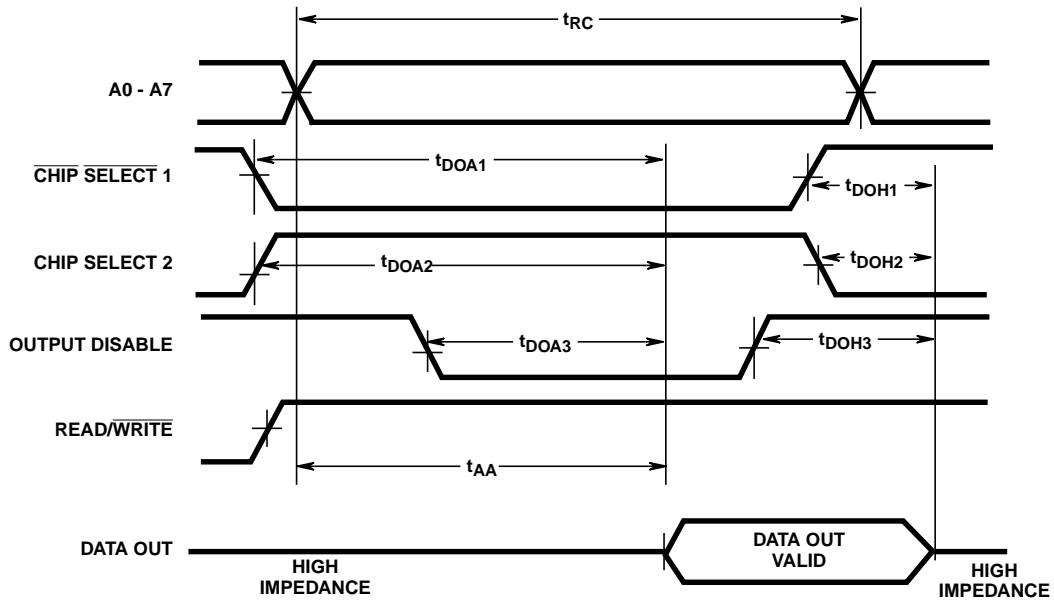 tRC
A0 - A7
CHIP SELECT 1
tDOA1
tDOH1
CHIP SELECT 2
tDOA2
tDOH2
OUTPUT DISABLE
tDOA3
tDOH3
READ/WRITE
tAA
DATA OUT
HIGH
IMPEDANCE
DATA OUT
VALID
HIGH
IMPEDANCE